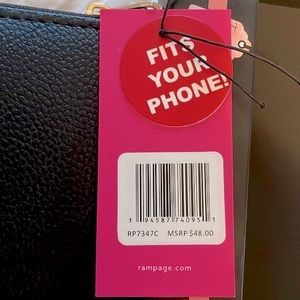 FITS
YOUR
PHONE!
1 94587 74095 1
RP7347C MSRP $48.00
rampage.com